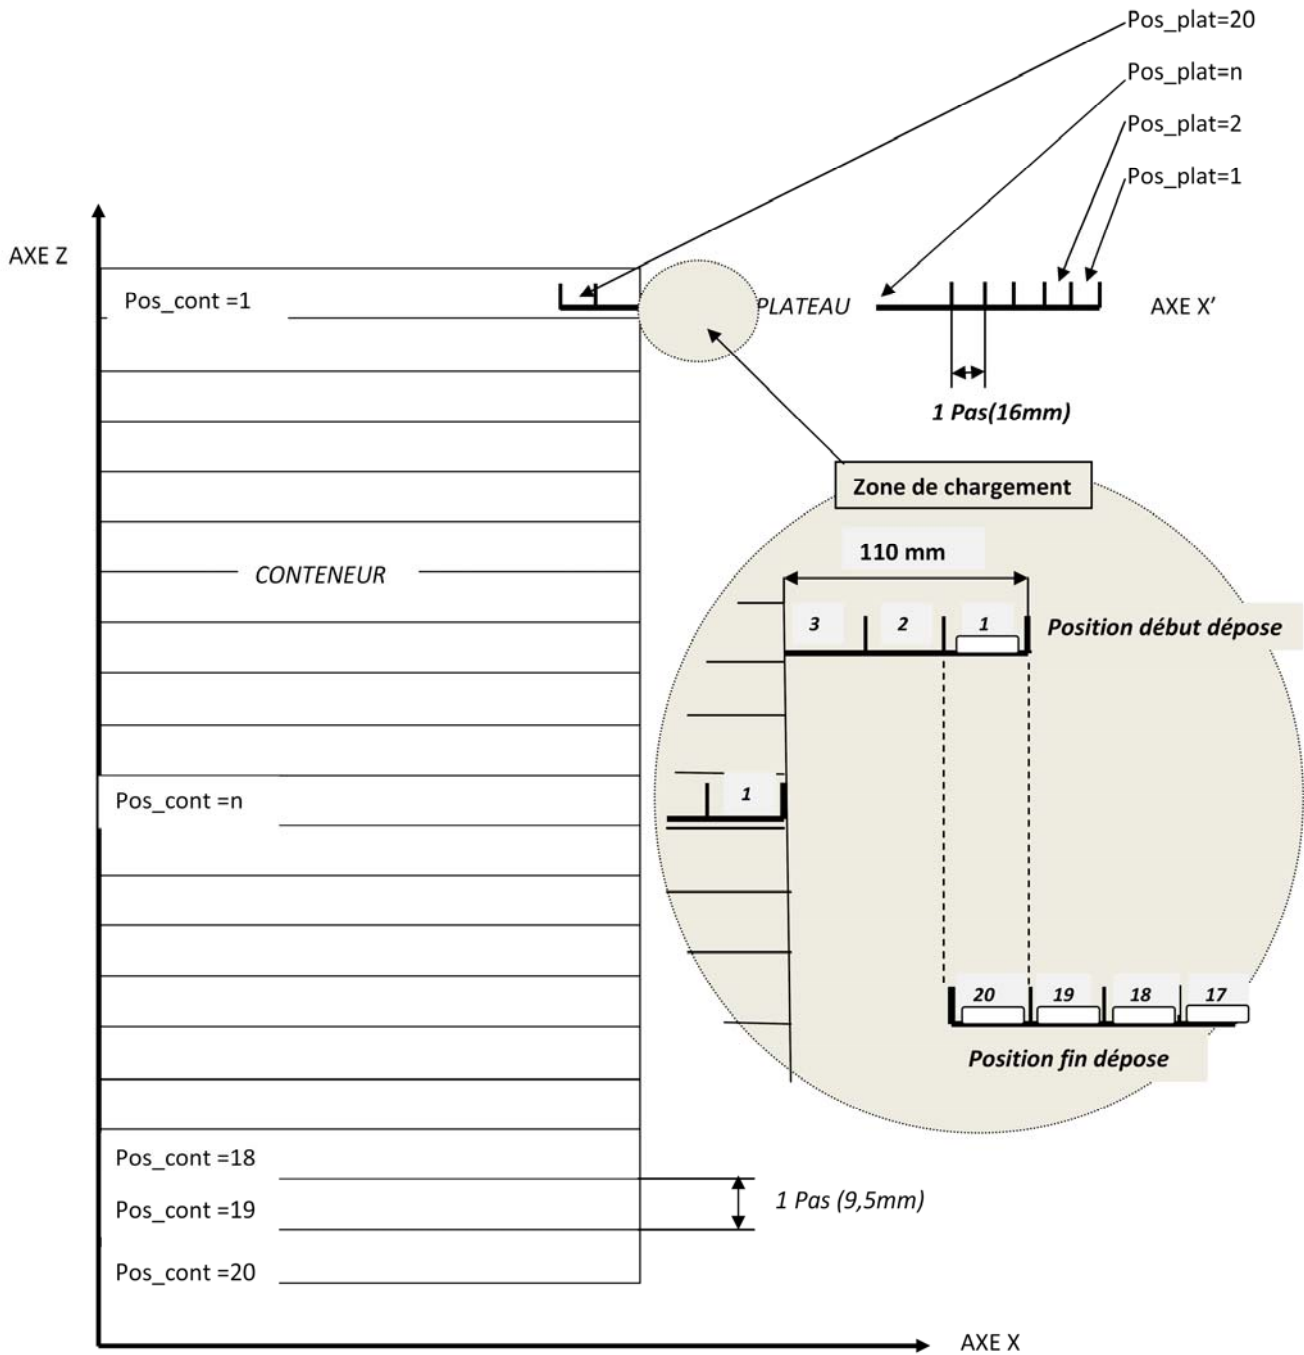 Pos_plat=20
Pos_plat=n
Pos_plat=2
Pos_plat=1
AXE Z
Pos_cont =1
PLATEAU
AXE X’
1 Pas(16mm)
Zone de chargement
110 mm
CONTENEUR
3 2 1
Position début dépose
1
Pos_cont =n
20 19 18 17
Position fin dépose
Pos_cont =18
1 Pas (9,5mm)
Pos_cont =19
Pos_cont =20
AXE X